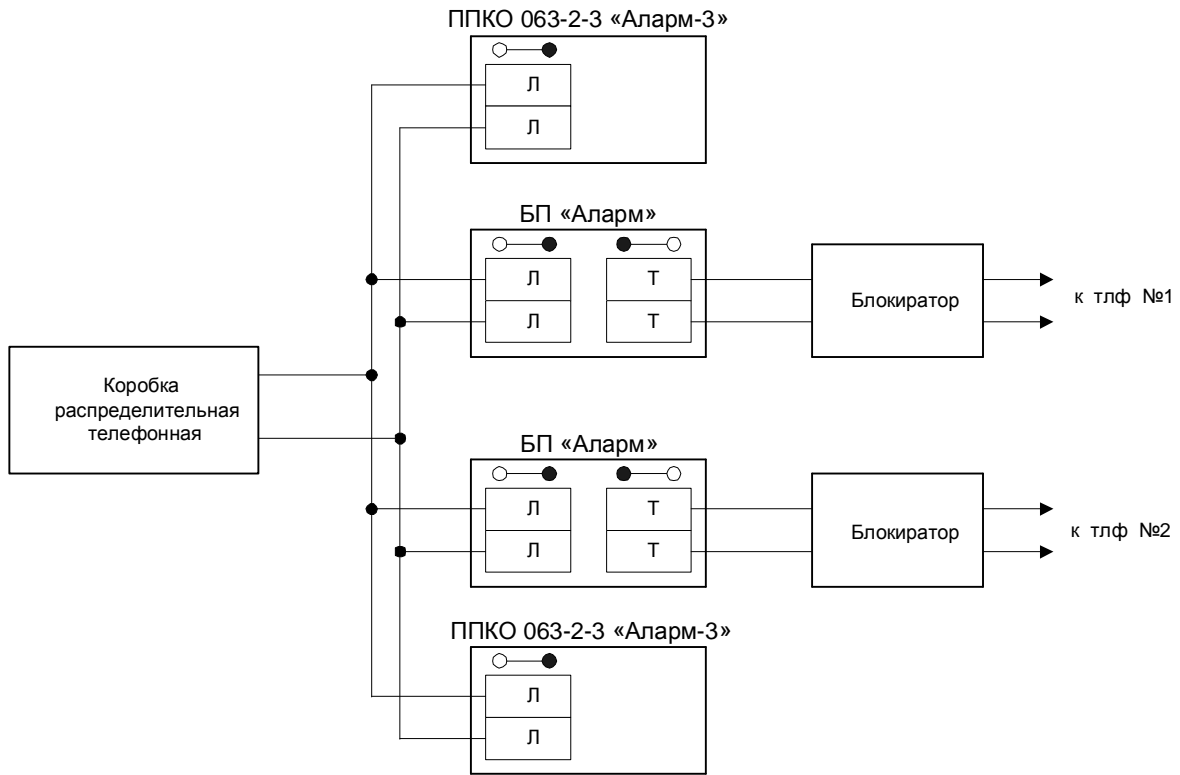 ППКО 063-2-3 «Аларм-3»
Л
Л
БП «Аларм»
Л
Т
Л
Т
Блокиратор
к тлф №1
Коробка
распределительная
телефонная
БП «Аларм»
Л
Т
Л
Т
Блокиратор
к тлф №2
ППКО 063-2-3 «Аларм-3»
Л
Л